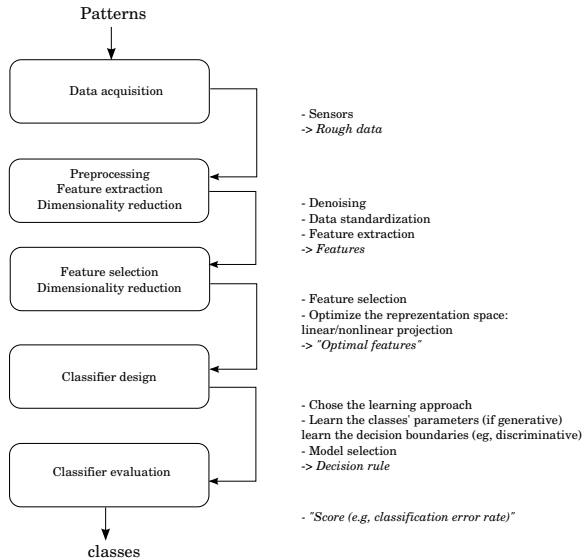 Patterns
Data acquisition
- Sensors
-> Rough data
Preprocessing
Feature extraction
Dimensionality reduction
- Denoising
- Data standardization
- Feature extraction
-> Features
Feature selection
Dimensionality reduction
- Feature selection
- Optimize the reprezentation space:
linear/nonlinear projection
-> "Optimal features"
Classifier design
- Chose the learning approach
- Learn the classes' parameters (if generative)
learn the decision boundaries (eg, discriminative)
- Model selection
-> Decision rule
Classifier evaluation
- "Score (e.g, classification error rate)"
classes